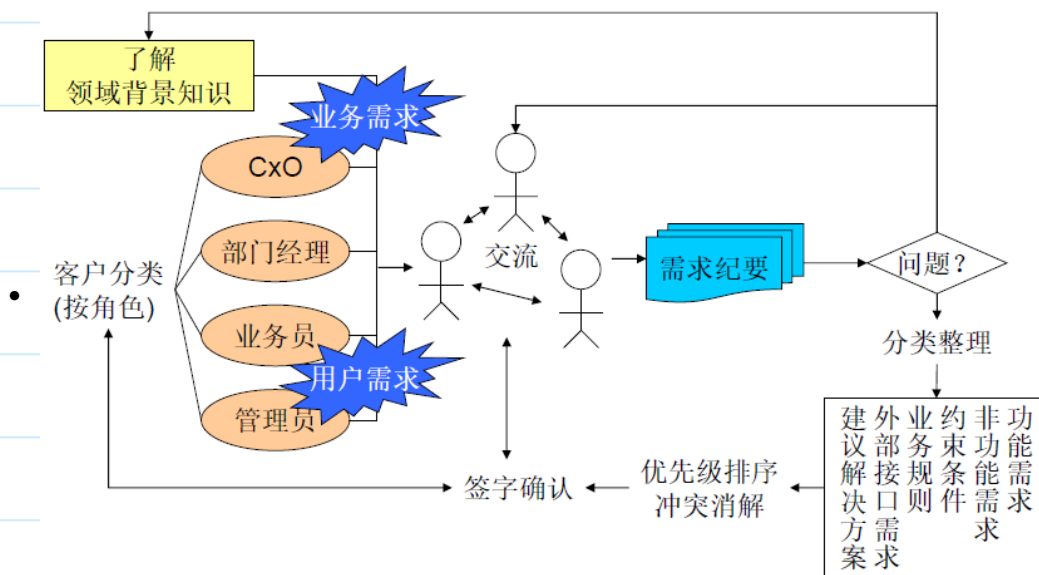 了解
领域背景知识
业务需求
CxO
部门经理
客户分类
(按角色)
业务员
用户需求
管理员
交流
需求纪要
问题?
分类整理
建议解决方案
外部接口需求
业务规则
约束条件
非功能需求
功能需求
优先级排序
冲突消解
签字确认